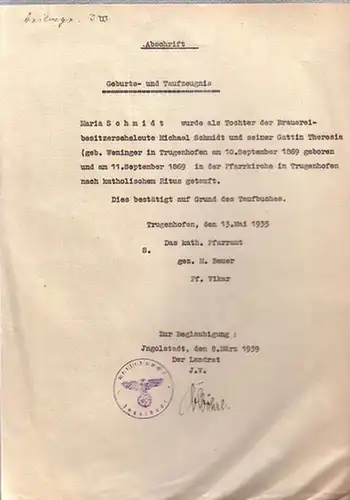 Abschrift
Geburts- und Taufzeugnis
Maria S c h m i d t  wurde als Tochter der Brauerei-
besitzerseheleute Michael Schmidt und seiner Gattin Theresia
(geb. Weninger in Trugenhofen am 10.September 1869 geboren
und am 11.September 1869 in der Pfarrkirche in Trugenhofen
nach katholischem Ritus getauft.
Dies bestätigt auf Grund des Taufbuches.
Trugenhofen, den 13.Mai 1935
S. Das kath. Pfarramt
gez. M. Bauer
Pf. Vikar
Zur Beglaubigung :
Jngolstadt, den 8.März 1939
Der Landrat
J.V.